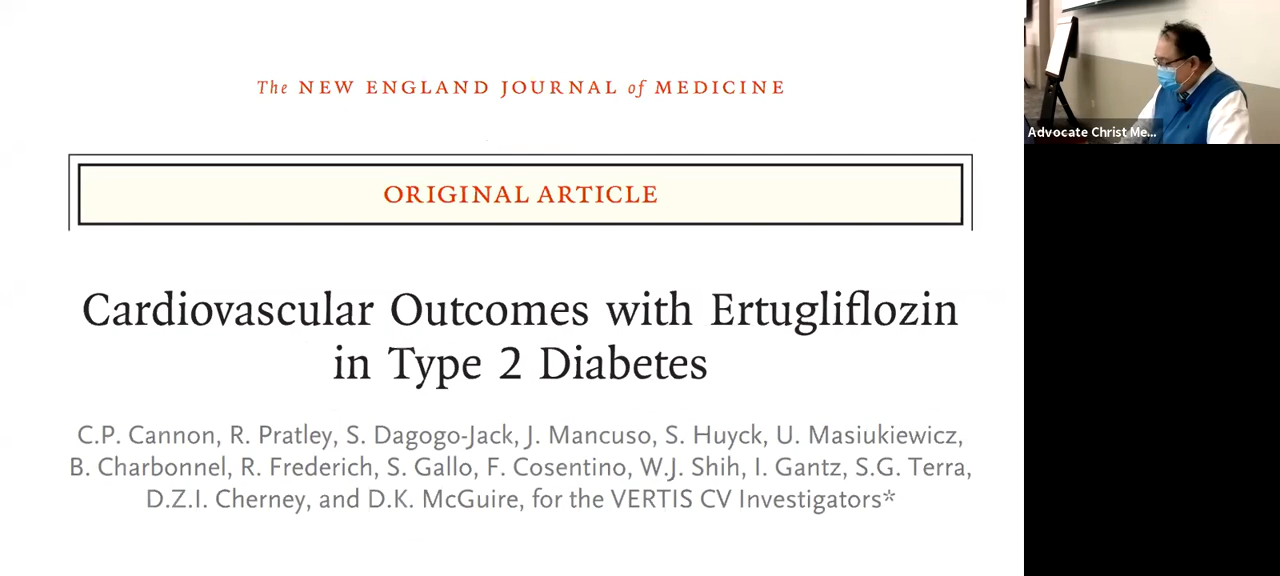 The NEW ENGLAND JOURNAL of MEDICINE
ORIGINAL ARTICLE
Cardiovascular Outcomes with Ertugliflozin
in Type 2 Diabetes
C.P. Cannon, R. Pratley, S. Dagogo-Jack, J. Mancuso, S. Huyck, U. Masiukiewicz,
B. Charbonnel, R. Frederich, S. Gallo, F. Cosentino, W.J. Shih, I. Gantz, S.G. Terra,
D.Z.I. Cherney, and D.K. McGuire, for the VERTIS CV Investigators*
Advocate Christ Me...